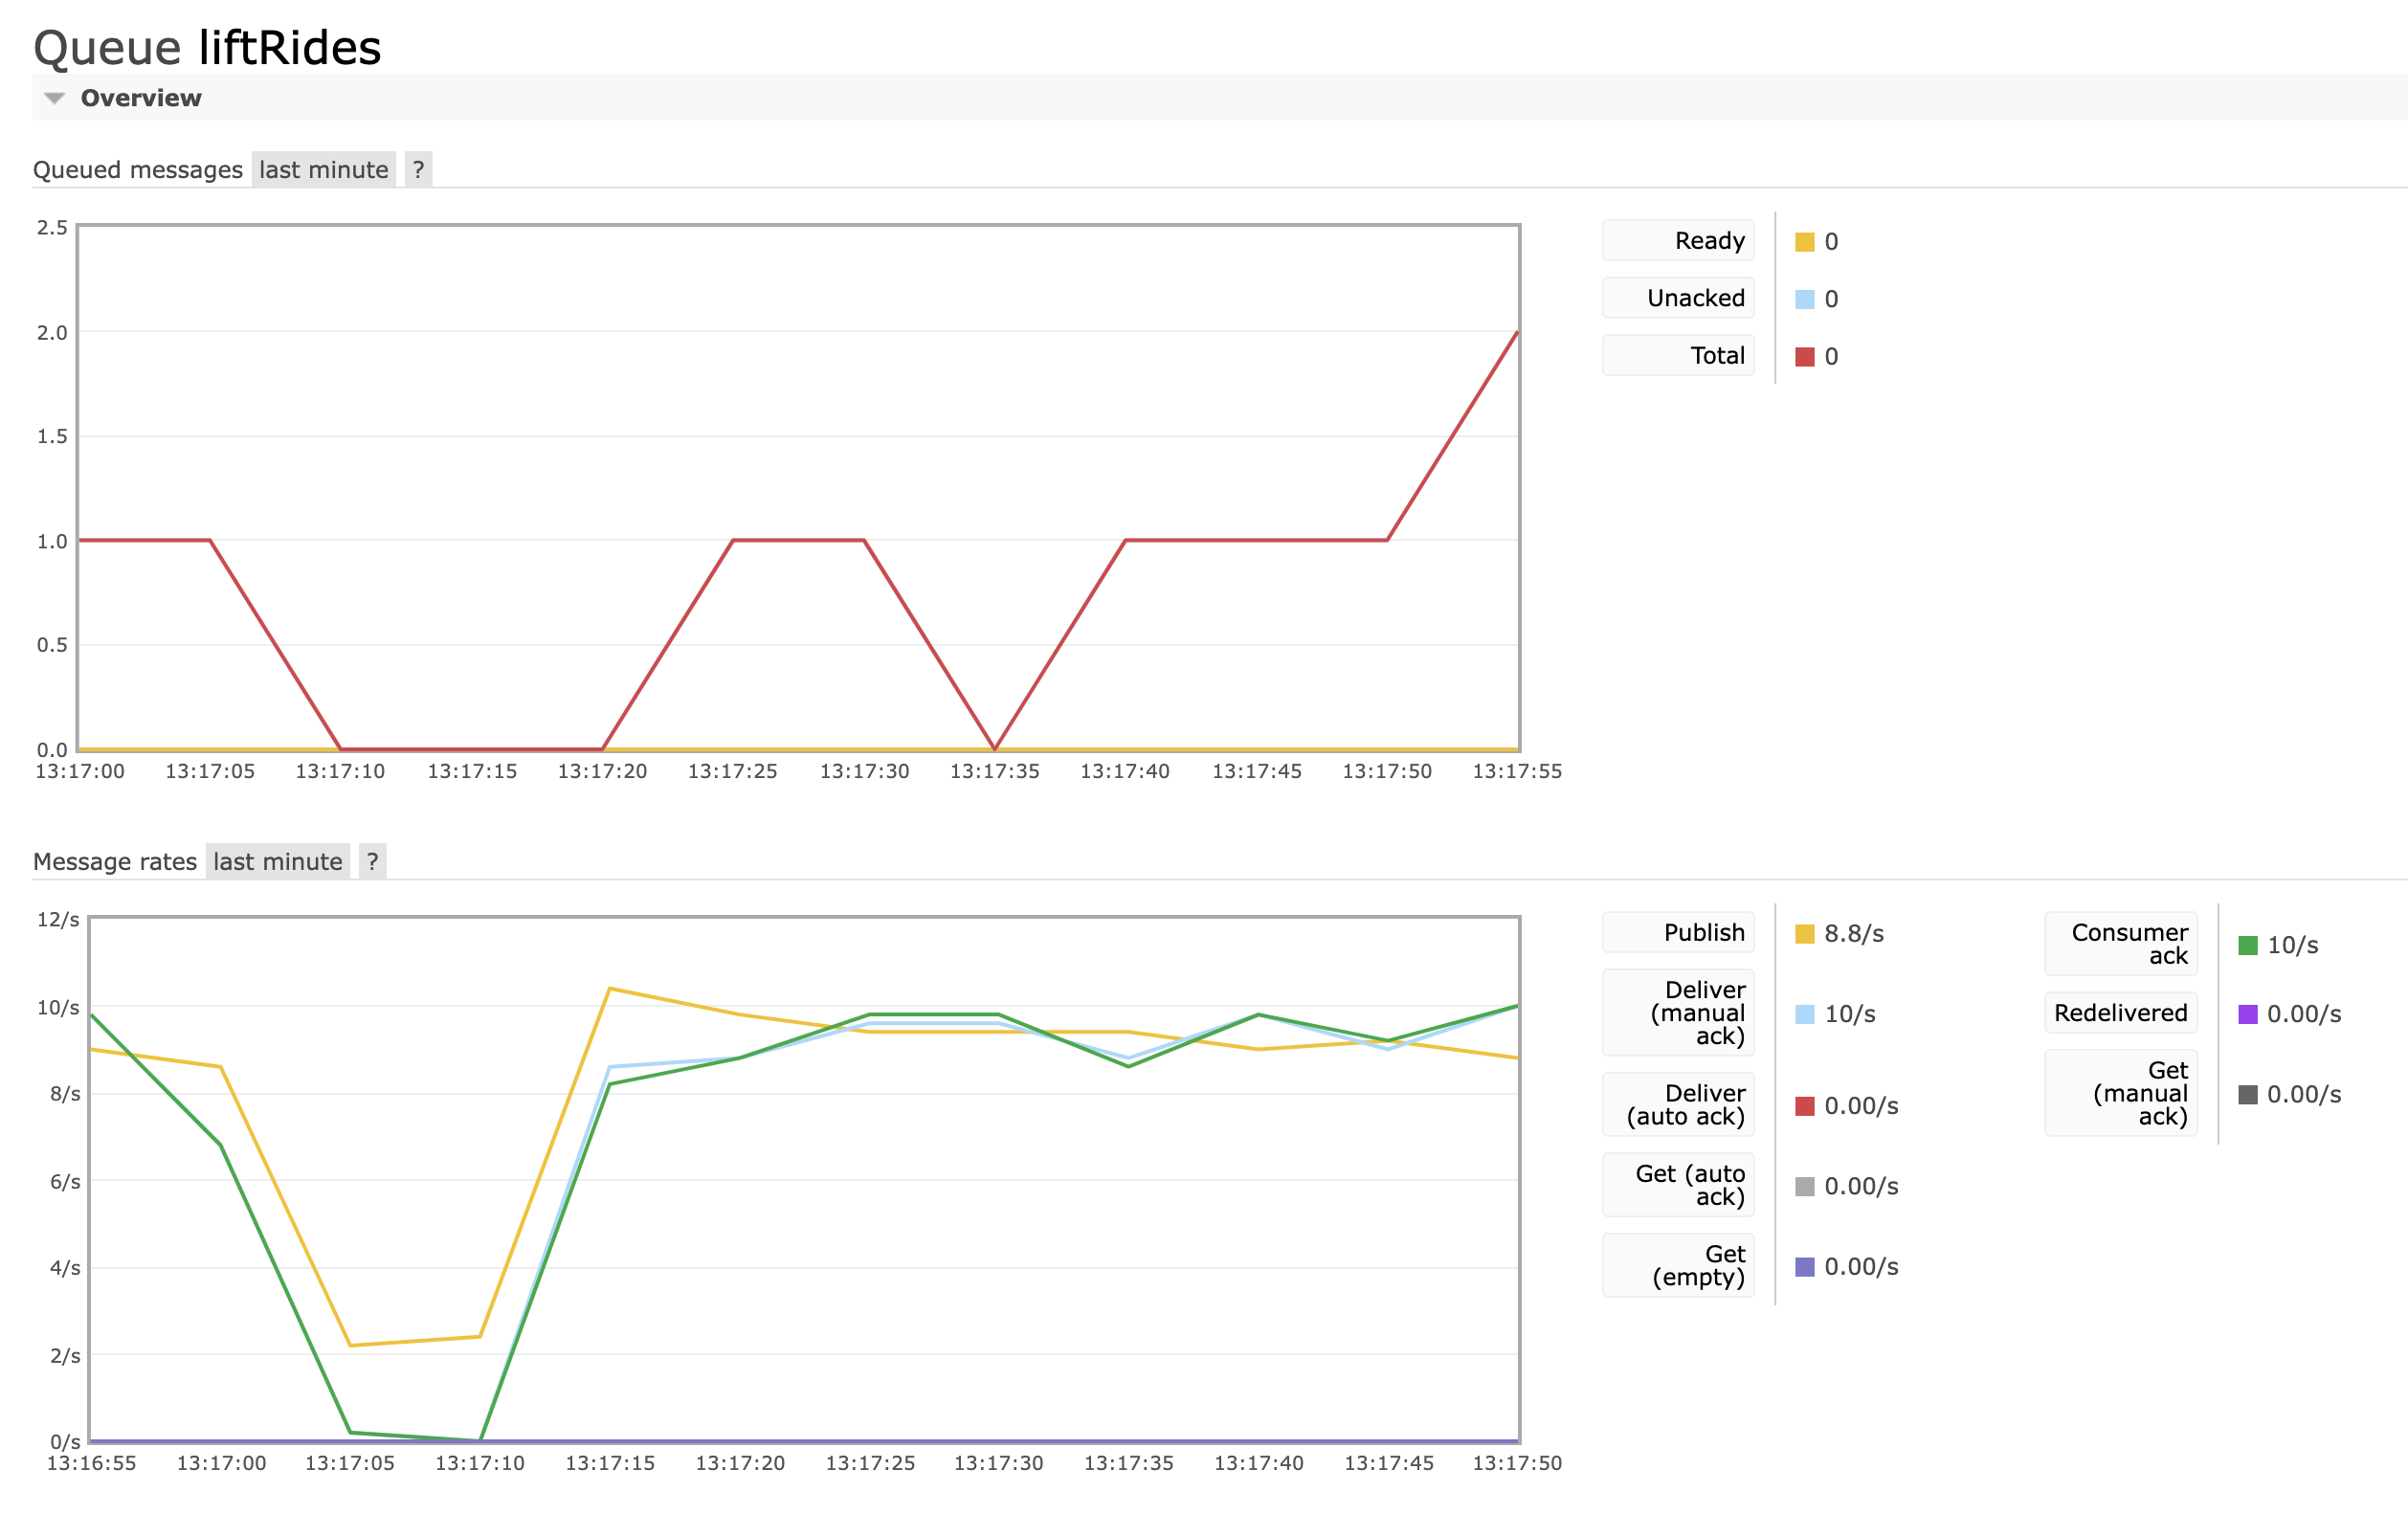 Queue liftRides
Overview
Queued messages last minute ?
2.5
2.0
1.5
1.0
0.5
0.0
13:17:00 13:17:05 13:17:10 13:17:15 13:17:20 13:17:25 13:17:30 13:17:35 13:17:40 13:17:45 13:17:50 13:17:55
Ready 0
Unacked 0
Total 0
Message rates last minute ?
12/s
10/s
8/s
6/s
4/s
2/s
0/s
13:16:55 13:17:00 13:17:05 13:17:10 13:17:15 13:17:20 13:17:25 13:17:30 13:17:35 13:17:40 13:17:45 13:17:50
Publish 8.8/s
Deliver
(manual 10/s
ack)
Deliver
(auto ack) 0.00/s
Get (auto
ack) 0.00/s
Get
(empty) 0.00/s
Consumer
ack 10/s
Redelivered 0.00/s
Get
(manual 0.00/s
ack)